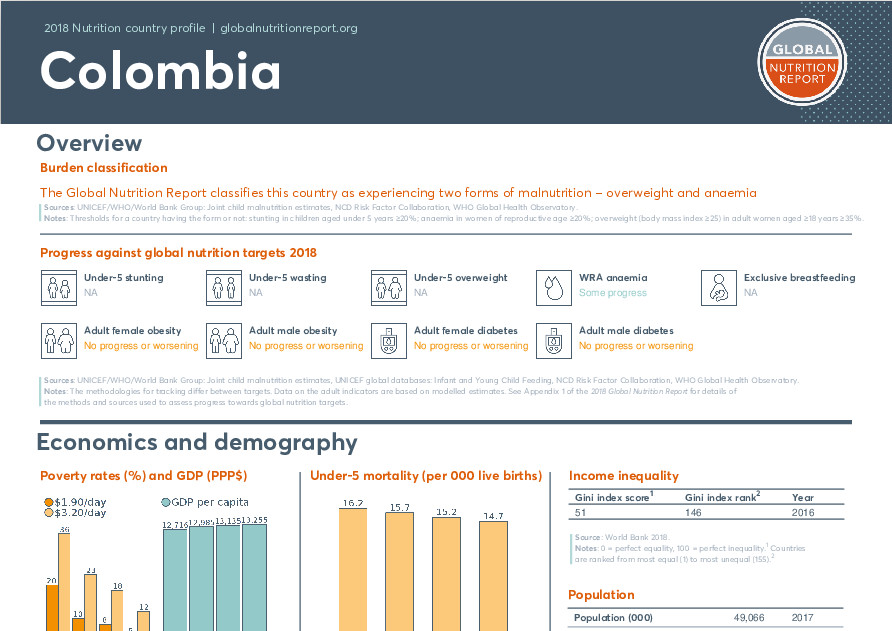 2018 Nutrition country profile | globalnutritionreport.org
Colombia
GLOBAL
NUTRITION
REPORT
Overview
Burden classification
The Global Nutrition Report classifies this country as experiencing two forms of malnutrition – overweight and anaemia
Sources: UNICEF/WHO/World Bank Group: Joint child malnutrition estimates, NCD Risk Factor Collaboration, WHO Global Health Observatory.
Notes: Thresholds for a country having the form or not: stunting in children aged under 5 years ≥20%; anaemia in women of reproductive age ≥20%; overweight (body mass index ≥25) in adult women aged ≥18 years ≥35%.
Progress against global nutrition targets 2018
Under-5 stunting
NA
Under-5 wasting
NA
Under-5 overweight
NA
WRA anaemia
Some progress
Exclusive breastfeeding
NA
Adult female obesity
No progress or worsening
Adult male obesity
No progress or worsening
Adult female diabetes
No progress or worsening
Adult male diabetes
No progress or worsening
Sources: UNICEF/WHO/World Bank Group: Joint child malnutrition estimates, UNICEF global databases: Infant and Young Child Feeding, NCD Risk Factor Collaboration, WHO Global Health Observatory.
Notes: The methodologies for tracking differ between targets. Data on the adult indicators are based on modelled estimates. See Appendix 1 of the 2018 Global Nutrition Report for details of
the methods and sources used to assess progress towards global nutrition targets.
Economics and demography
Poverty rates (%) and GDP (PPP$)
$1.90/day
$3.20/day
GDP per capita
36
20
23
10
18
8
5
12
12,716
12,985
13,135
13,255
Under-5 mortality (per 000 live births)
16.2
15.7
15.2
14.7
Income inequality
Gini index score1 Gini index rank2 Year
51 146 2016
Source: World Bank 2018.
Notes: 0 = perfect equality, 100 = perfect inequality.1 Countries
are ranked from most equal (1) to most unequal (155).2
Population
Population (000) 49,066 2017